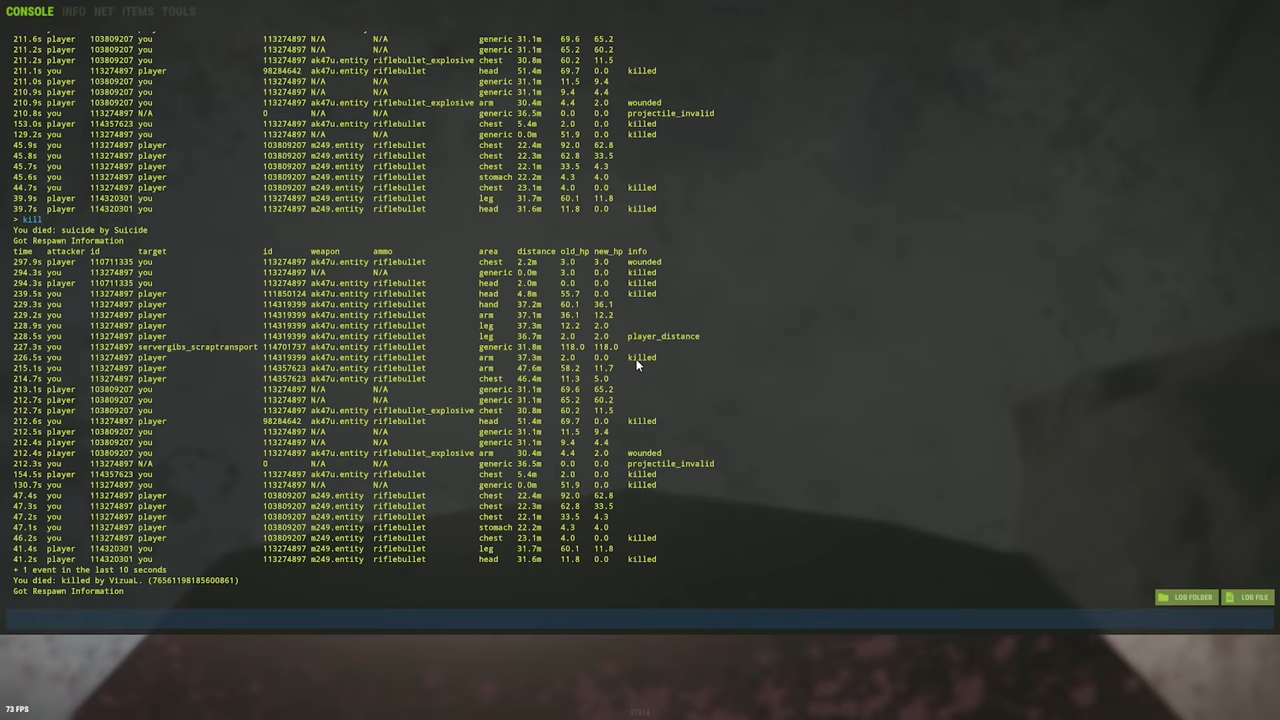 CONSOLE INFO NET ITEMS TOOLS
211.6s player 103809207 you 113274897 N/A N/A generic 31.1m 69.6 65.2
211.2s player 103809207 you 113274897 N/A N/A generic 31.1m 65.2 60.2
211.2s player 103809207 you 113274897 ak47u.entity riflebullet_explosive chest 30.8m 60.2 11.5
211.1s you 113274897 player 98284642 ak47u.entity riflebullet head 51.4m 69.7 0.0 killed
211.0s player 103809207 you 113274897 N/A N/A generic 31.1m 11.5 9.4
210.9s player 103809207 you 113274897 N/A N/A generic 31.1m 9.4 4.4
210.9s player 103809207 you 113274897 ak47u.entity riflebullet_explosive arm 30.4m 4.4 2.0 wounded
210.8s you 113274897 N/A 0 N/A N/A generic 36.5m 0.0 0.0 projectile_invalid
153.0s player 114357623 you 113274897 ak47u.entity riflebullet chest 5.4m 2.0 0.0 killed
129.2s you 113274897 you 113274897 N/A N/A generic 0.0m 51.9 0.0 killed
45.9s you 113274897 player 103809207 m249.entity riflebullet chest 22.4m 92.0 62.8
45.8s you 113274897 player 103809207 m249.entity riflebullet chest 22.3m 62.8 33.5
45.7s you 113274897 player 103809207 m249.entity riflebullet chest 22.1m 33.5 4.3
45.6s you 113274897 player 103809207 m249.entity riflebullet stomach 22.2m 4.3 4.0
44.7s you 113274897 player 103809207 m249.entity riflebullet chest 23.1m 4.0 0.0 killed
39.9s player 114320301 you 113274897 m249.entity riflebullet leg 31.7m 60.1 11.8
39.7s player 114320301 you 113274897 m249.entity riflebullet head 31.6m 11.8 0.0 killed
> kill
You died: suicide by Suicide
Got Respawn Information
time attacker id target id weapon ammo area distance old_hp new_hp info
297.9s player 110711335 you 113274897 ak47u.entity riflebullet chest 2.2m 3.0 3.0 wounded
294.3s you 113274897 you 113274897 N/A N/A generic 0.0m 3.0 0.0 killed
294.3s player 110711335 you 113274897 ak47u.entity riflebullet head 2.0m 0.0 0.0 killed
239.5s you 113274897 player 111850124 ak47u.entity riflebullet head 4.8m 55.7 0.0 killed
229.3s you 113274897 player 114319399 ak47u.entity riflebullet hand 37.2m 60.1 36.1
229.2s you 113274897 player 114319399 ak47u.entity riflebullet arm 37.1m 36.1 12.2
228.9s you 113274897 player 114319399 ak47u.entity riflebullet leg 37.3m 12.2 2.0
228.5s you 113274897 player 114319399 ak47u.entity riflebullet leg 36.7m 2.0 2.0 player_distance
227.3s you 113274897 servergibs_scraptransport 114701737 ak47u.entity riflebullet generic 31.8m 118.0 118.0
226.5s you 113274897 player 114319399 ak47u.entity riflebullet arm 37.3m 2.0 0.0 killed
215.1s you 113274897 player 114357623 ak47u.entity riflebullet arm 47.6m 58.2 11.7
214.7s you 113274897 player 114357623 ak47u.entity riflebullet chest 46.4m 11.3 5.0
213.1s player 103809207 you 113274897 N/A N/A generic 31.1m 69.6 65.2
212.7s player 103809207 you 113274897 N/A N/A generic 31.1m 65.2 60.2
212.7s player 103809207 you 113274897 ak47u.entity riflebullet_explosive chest 30.8m 60.2 11.5
212.6s you 113274897 player 98284642 ak47u.entity riflebullet head 51.4m 69.7 0.0 killed
212.5s player 103809207 you 113274897 N/A N/A generic 31.1m 11.5 9.4
212.4s player 103809207 you 113274897 N/A N/A generic 31.1m 9.4 4.4
212.4s player 103809207 you 113274897 ak47u.entity riflebullet_explosive arm 30.4m 4.4 2.0 wounded
212.3s you 113274897 N/A 0 N/A N/A generic 36.5m 0.0 0.0 projectile_invalid
154.5s player 114357623 you 113274897 ak47u.entity riflebullet chest 5.4m 2.0 0.0 killed
130.7s you 113274897 you 113274897 N/A N/A generic 0.0m 51.9 0.0 killed
47.4s you 113274897 player 103809207 m249.entity riflebullet chest 22.4m 92.0 62.8
47.3s you 113274897 player 103809207 m249.entity riflebullet chest 22.3m 62.8 33.5
47.2s you 113274897 player 103809207 m249.entity riflebullet chest 22.1m 33.5 4.3
47.1s you 113274897 player 103809207 m249.entity riflebullet stomach 22.2m 4.3 4.0
46.2s you 113274897 player 103809207 m249.entity riflebullet chest 23.1m 4.0 0.0 killed
41.4s player 114320301 you 113274897 m249.entity riflebullet leg 31.7m 60.1 11.8
41.2s player 114320301 you 113274897 m249.entity riflebullet head 31.6m 11.8 0.0 killed
+ 1 event in the last 10 seconds
You died: killed by VizuaL. (76561198185600861)
Got Respawn Information
LOG FOLDER LOG FILE
73 FPS